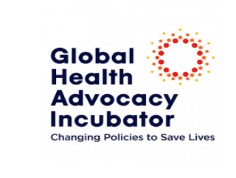 Global
Health
Advocacy
Incubator
Changing Policies to Save Lives